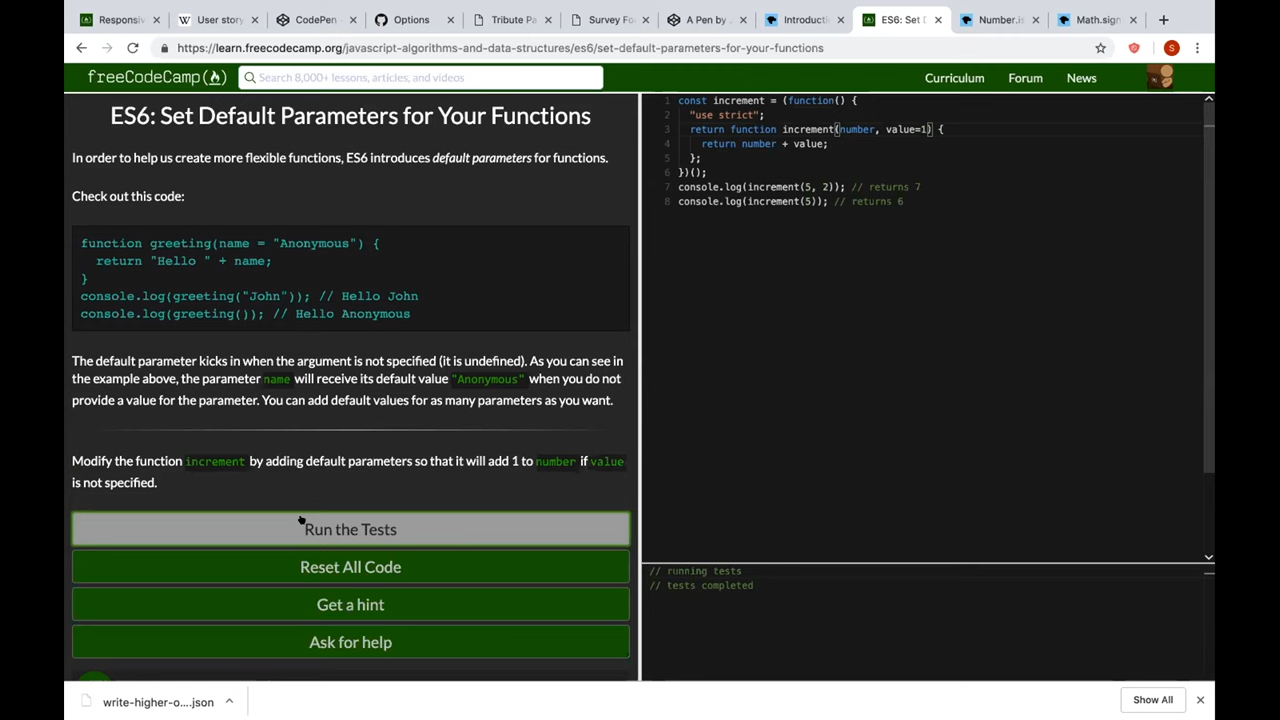 Responsive
User story
CodePen
Options
Tribute Pa
Survey Fo
A Pen by
Introducti
ES6: Set D
Number.is
Math.sign
https://learn.freecodecamp.org/javascript-algorithms-and-data-structures/es6/set-default-parameters-for-your-functions
S
freeCodeCamp
Search 8,000+ lessons, articles, and videos
Curriculum
Forum
News
ES6: Set Default Parameters for Your Functions
In order to help us create more flexible functions, ES6 introduces default parameters for functions.
Check out this code:
function greeting(name = "Anonymous") {
return "Hello " + name;
}
console.log(greeting("John")); // Hello John
console.log(greeting()); // Hello Anonymous
The default parameter kicks in when the argument is not specified (it is undefined). As you can see in
the example above, the parameter name will receive its default value "Anonymous" when you do not
provide a value for the parameter. You can add default values for as many parameters as you want.
Modify the function increment by adding default parameters so that it will add 1 to number if value
is not specified.
Run the Tests
Reset All Code
Get a hint
Ask for help
1 const increment = (function() {
2 "use strict";
3 return function increment(number, value=1) {
4 return number + value;
5 };
6 })();
7 console.log(increment(5, 2)); // returns 7
8 console.log(increment(5)); // returns 6
// running tests
// tests completed
write-higher-o....json
Show All